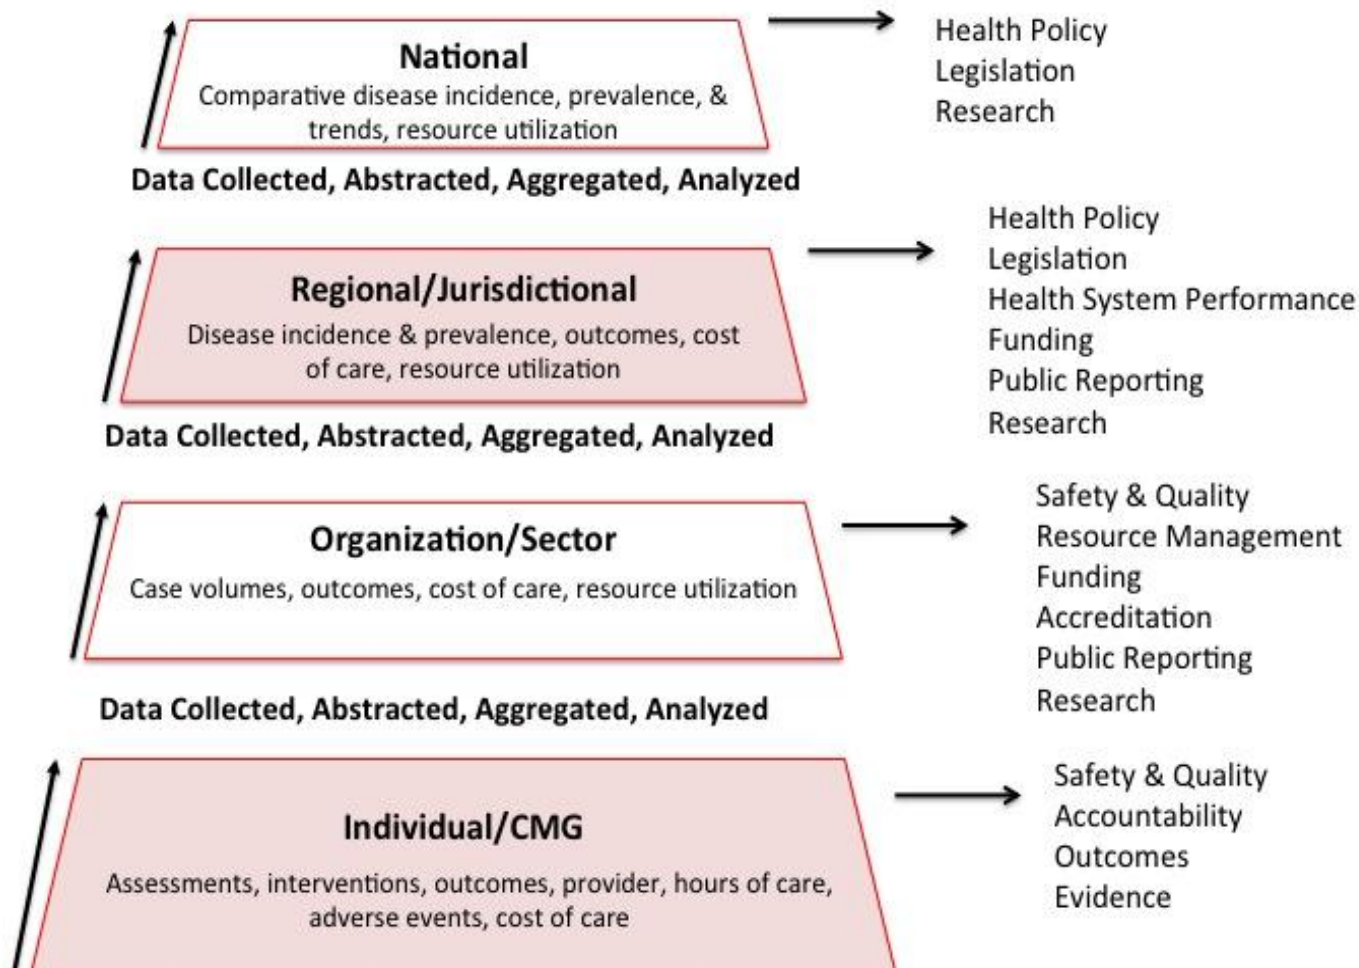 National
Comparative disease incidence, prevalence, &
trends, resource utilization
Health Policy
Legislation
Research
Data Collected, Abstracted, Aggregated, Analyzed
Regional/Jurisdictional
Disease incidence & prevalence, outcomes, cost
of care, resource utilization
Health Policy
Legislation
Health System Performance
Funding
Public Reporting
Research
Data Collected, Abstracted, Aggregated, Analyzed
Organization/Sector
Case volumes, outcomes, cost of care, resource utilization
Safety & Quality
Resource Management
Funding
Accreditation
Public Reporting
Research
Data Collected, Abstracted, Aggregated, Analyzed
Individual/CMG
Assessments, interventions, outcomes, provider, hours of care,
adverse events, cost of care
Safety & Quality
Accountability
Outcomes
Evidence